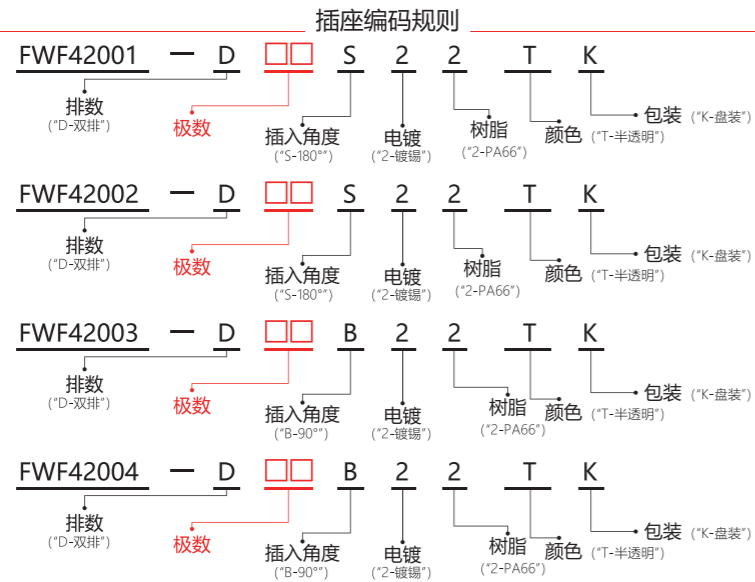 插座编码规则
FWF42001 — D □□ S 2 2 T K
排数 ("D-双排")
极数
插入角度 ("S-180°")
电镀 ("2-镀锡")
树脂 ("2-PA66")
颜色 ("T-半透明")
包装 ("K-盘装")
FWF42002 — D □□ S 2 2 T K
排数 ("D-双排")
极数
插入角度 ("S-180°")
电镀 ("2-镀锡")
树脂 ("2-PA66")
颜色 ("T-半透明")
包装 ("K-盘装")
FWF42003 — D □□ B 2 2 T K
排数 ("D-双排")
极数
插入角度 ("B-90°")
电镀 ("2-镀锡")
树脂 ("2-PA66")
颜色 ("T-半透明")
包装 ("K-盘装")
FWF42004 — D □□ B 2 2 T K
排数 ("D-双排")
极数
插入角度 ("B-90°")
电镀 ("2-镀锡")
树脂 ("2-PA66")
颜色 ("T-半透明")
包装 ("K-盘装")